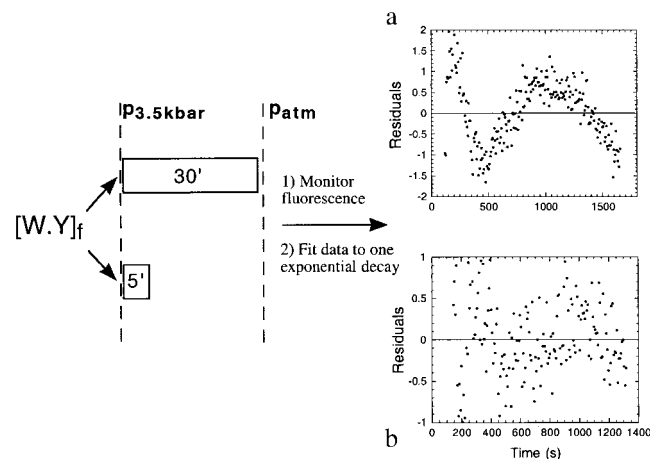 a
p3.5kbar
patm
30'
[W.Y]f
5'
1) Monitor
fluorescence
2) Fit data to one
exponential decay
Residuals
2
1.5
1
0.5
0
-0.5
-1
-1.5
-2
0 500 1000 1500
Residuals
1
0.5
0
-0.5
-1
0 200 400 600 800 1000 1200 1400
b
Time (s)